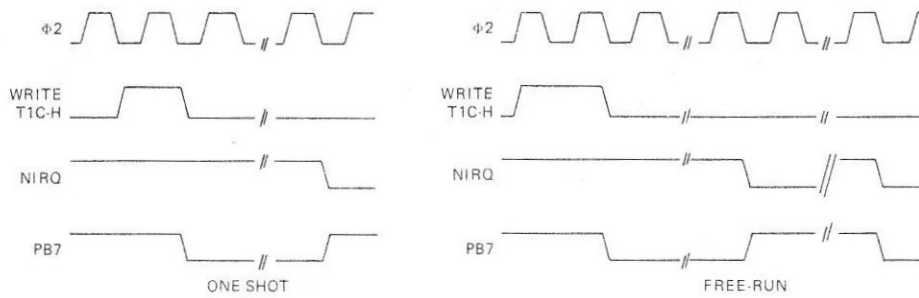 Φ2
WRITE
T1C-H
NIRQ
PB7
ONE SHOT
Φ2
WRITE
T1C-H
NIRQ
PB7
FREE-RUN